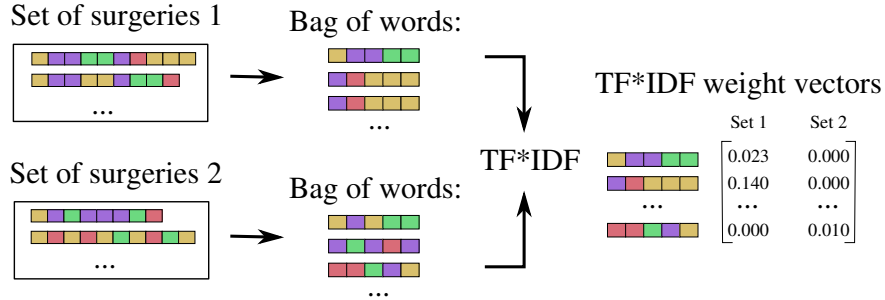 Set of surgeries 1
...
Bag of words:
...
Set of surgeries 2
...
Bag of words:
...
TF*IDF
TF*IDF weight vectors
Set 1 Set 2
0.023 0.000
0.140 0.000
... ... ...
0.000 0.010